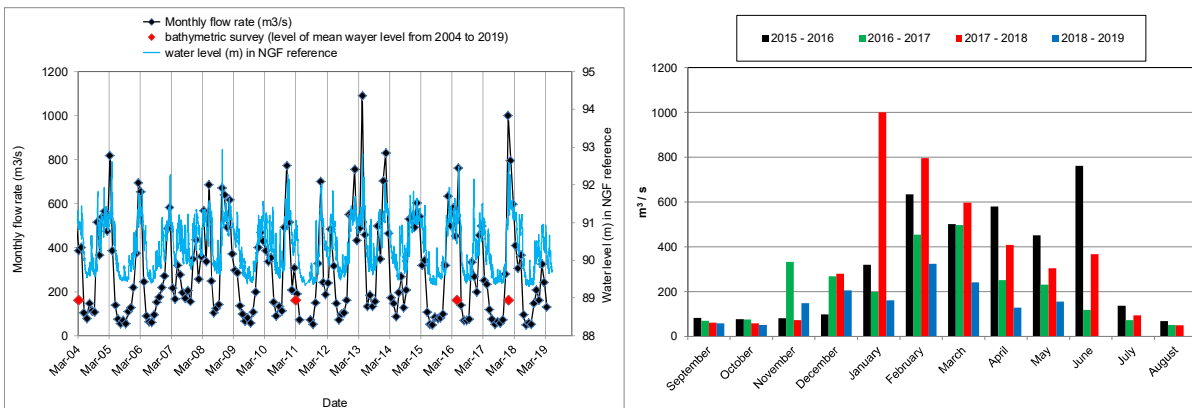 Monthly flow rate (m3/s)
bathymetric survey (level of mean wayer level from 2004 to 2019)
water level (m) in NGF reference
1200
1000
800
600
400
200
0
Monthly flow rate (m3/s)
95
94
93
92
91
90
89
88
Water level (m) in NGF reference
Mar-04
Mar-05
Mar-06
Mar-07
Mar-08
Mar-09
Mar-10
Mar-11
Mar-12
Mar-13
Mar-14
Mar-15
Mar-16
Mar-17
Mar-18
Mar-19
Date
2015 - 2016 2016 - 2017 2017 - 2018 2018 - 2019
1200
1000
800
600
400
200
0
m³ / s
September
October
November
December
January
February
March
April
May
June
July
August